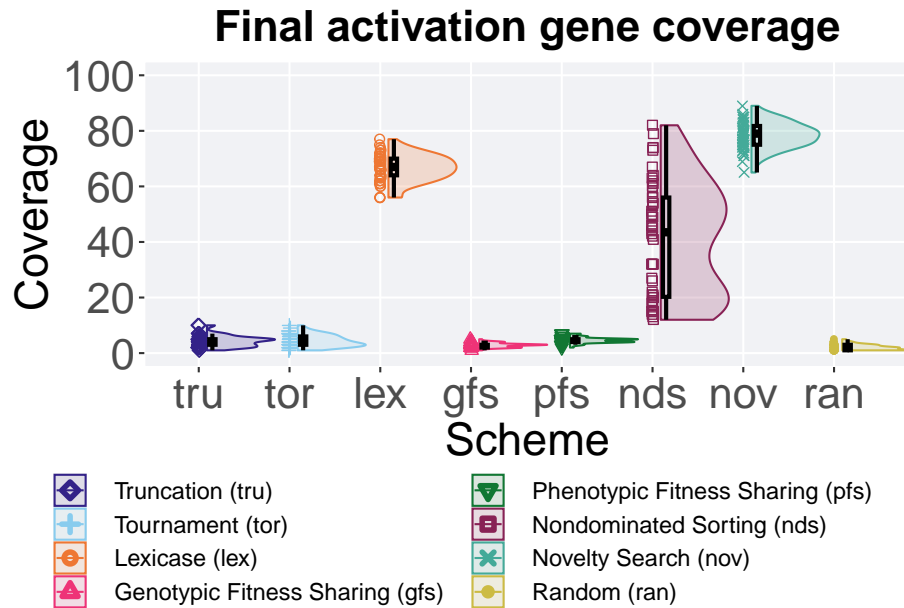 Final activation gene coverage
Coverage
100
80
60
40
20
0
tru tor lex gfs pfs nds nov ran
Scheme
Truncation (tru)
Tournament (tor)
Lexicase (lex)
Genotypic Fitness Sharing (gfs)
Phenotypic Fitness Sharing (pfs)
Nondominated Sorting (nds)
Novelty Search (nov)
Random (ran)